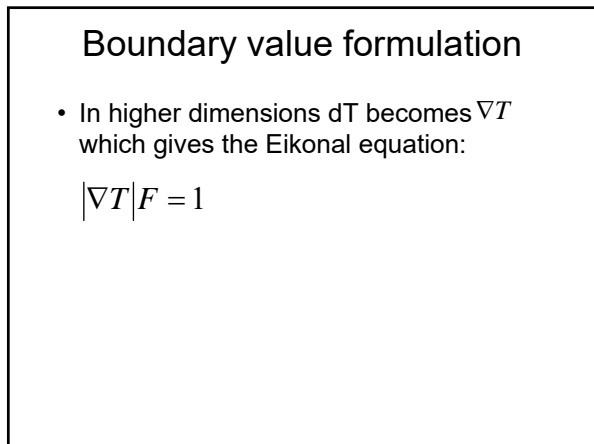 Boundary value formulation
• In higher dimensions dT becomes ∇T
which gives the Eikonal equation:
|∇T|F = 1